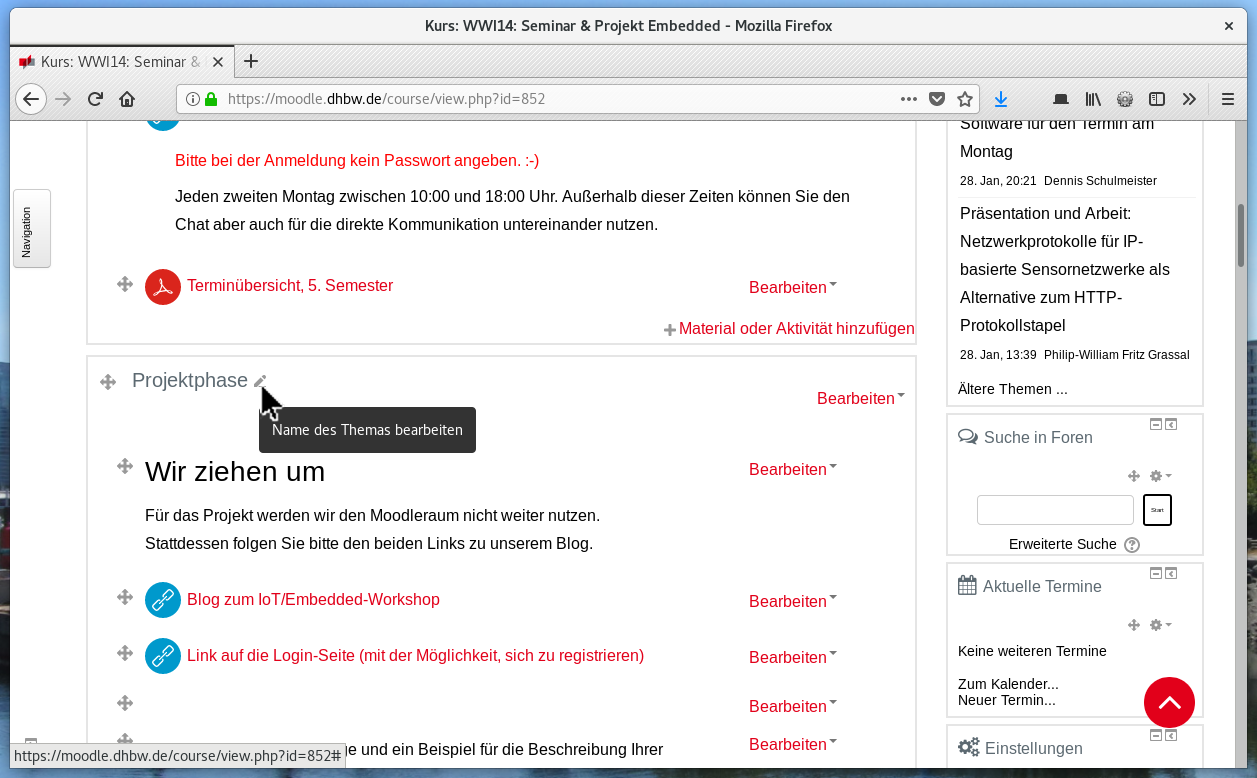 Kurs: WWI14: Seminar & Projekt Embedded - Mozilla Firefox
Kurs: WWI14: Seminar &
https://moodle.dhbw.de/course/view.php?id=852
Navigation
Bitte bei der Anmeldung kein Passwort angeben. :-)
Jeden zweiten Montag zwischen 10:00 und 18:00 Uhr. Außerhalb dieser Zeiten können Sie den
Chat aber auch für die direkte Kommunikation untereinander nutzen.
Terminübersicht, 5. Semester
Bearbeiten
Material oder Aktivität hinzufügen
Projektphase
Bearbeiten
Name des Themas bearbeiten
Wir ziehen um
Bearbeiten
Für das Projekt werden wir den Moodleraum nicht weiter nutzen.
Stattdessen folgen Sie bitte den beiden Links zu unserem Blog.
Blog zum IoT/Embedded-Workshop
Bearbeiten
Link auf die Login-Seite (mit der Möglichkeit, sich zu registrieren)
Bearbeiten
Bearbeiten
und ein Beispiel für die Beschreibung Ihrer
Bearbeiten
https://moodle.dhbw.de/course/view.php?id=852#
Software für den Termin am
Montag
28. Jan, 20:21 Dennis Schulmeister
Präsentation und Arbeit:
Netzwerkprotokolle für IP-
basierte Sensornetzwerke als
Alternative zum HTTP-
Protokollstapel
28. Jan, 13:39 Philip-William Fritz Grassal
Ältere Themen ...
Suche in Foren
Start
Erweiterte Suche
Aktuelle Termine
Keine weiteren Termine
Zum Kalender...
Neuer Termin...
Einstellungen